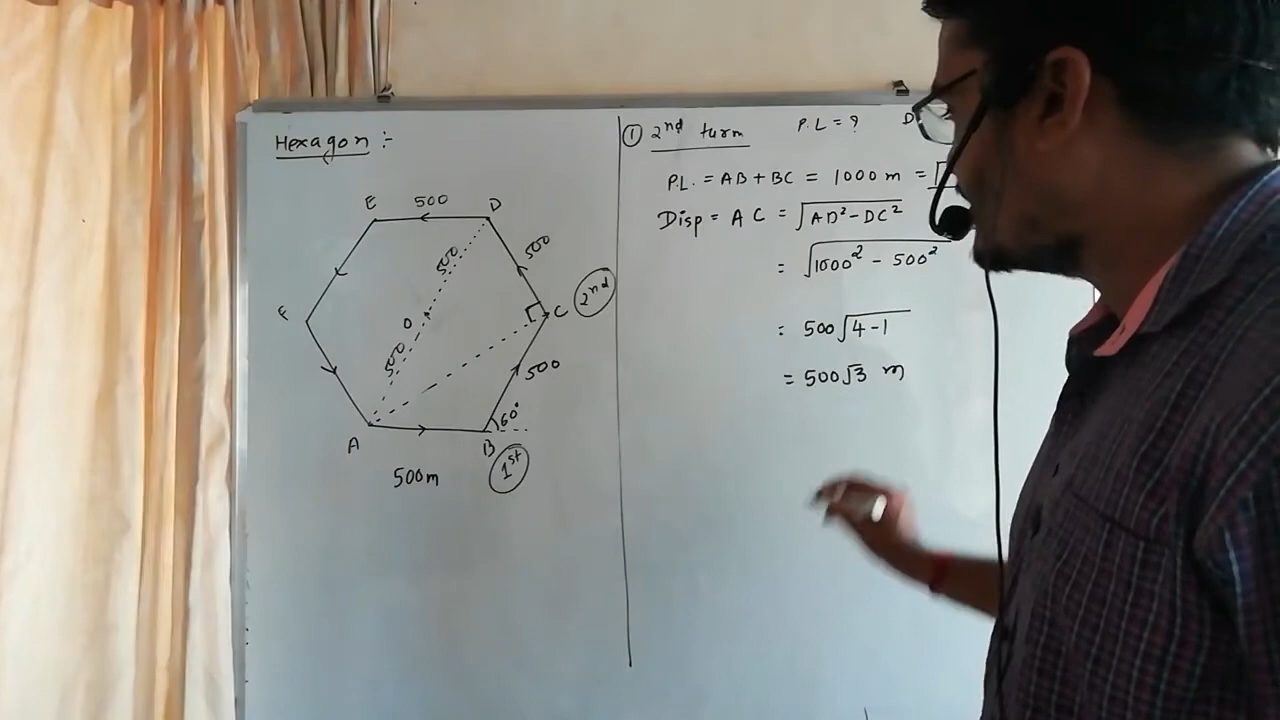 Hexagon :-
E 500 D
500
500
2nd
F
O
C
500
500
60°
A
B
1st
500m
① 2nd turn P.L = ? D
P.L. = AB + BC = 1000 m =
Disp = AC = √AD² - DC²
= √1000² - 500²
= 500√4-1
= 500√3 m